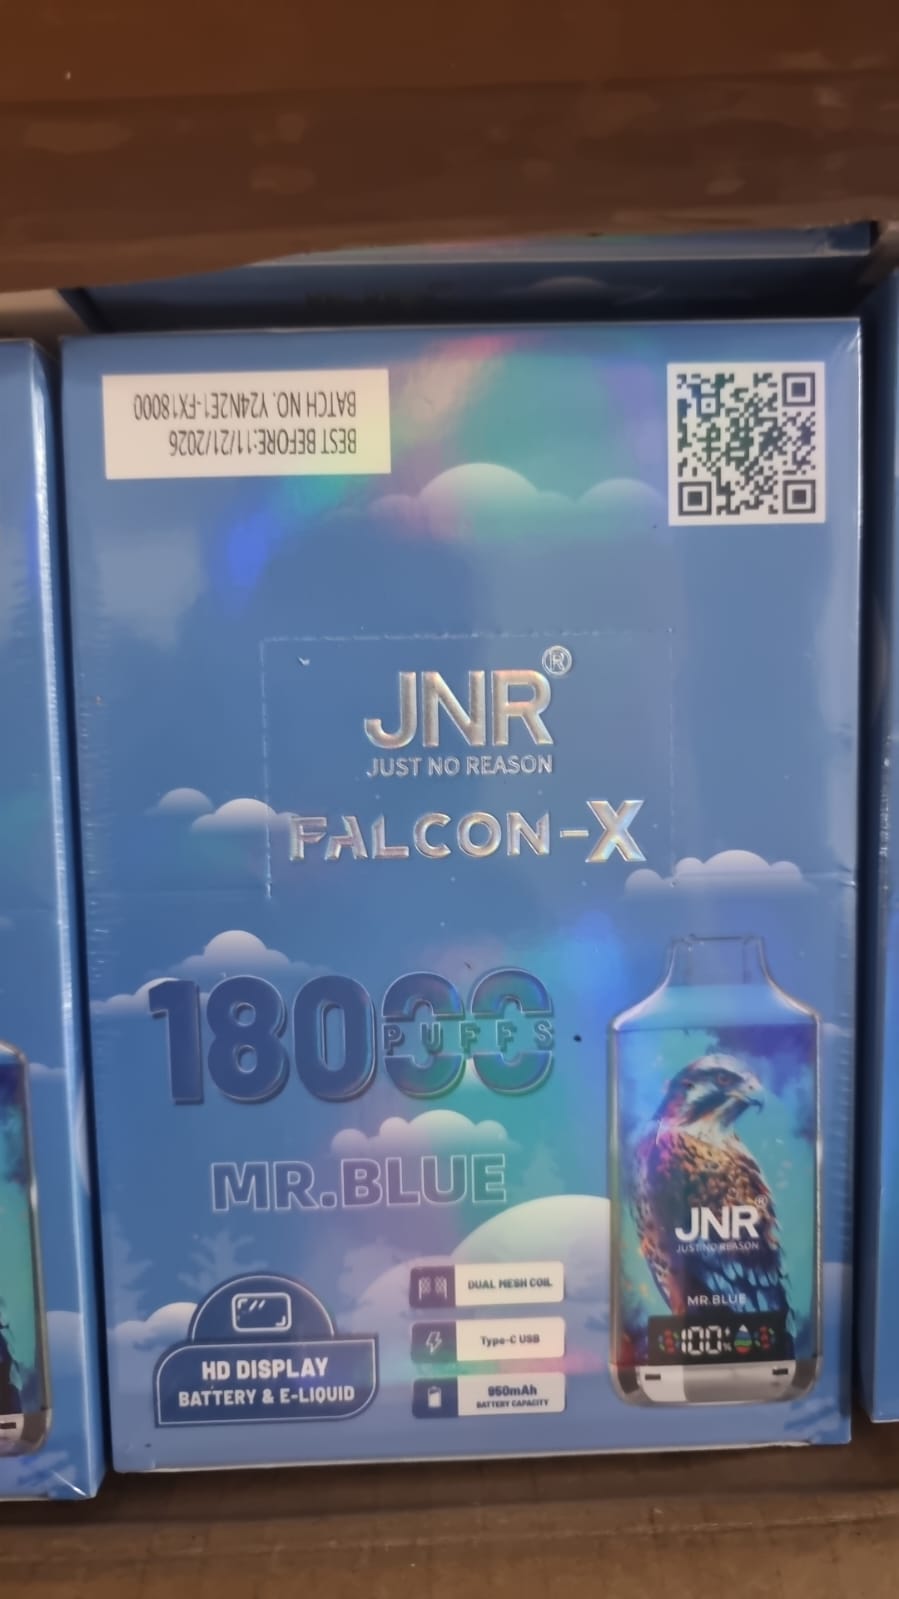 BEST BEFORE:11/21/2026
BATCH NO. Y24N2E1-FX18000
JNR®
JUST NO REASON
FALCON-X
18000
PUFFS
MR.BLUE
HD DISPLAY
BATTERY & E-LIQUID
DUAL MESH COIL
Type-C USB
950mAh
BATTERY CAPACITY
JNR®
JUST NO REASON
MR.BLUE
100%